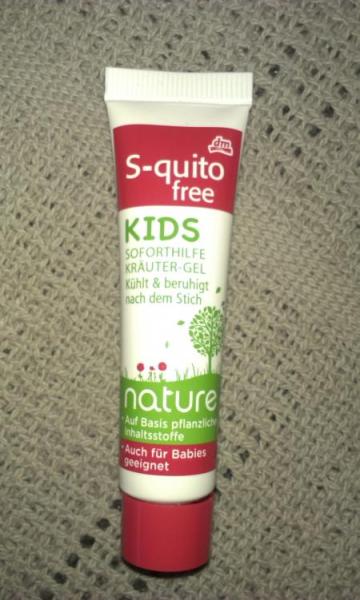 dm
S-quito
free
KIDS
SOFORTHILFE
KRÄUTER-GEL
Kühlt & beruhigt
nach dem Stich
nature
• Auf Basis pflanzliche
Inhaltsstoffe
• Auch für Babies
geeignet